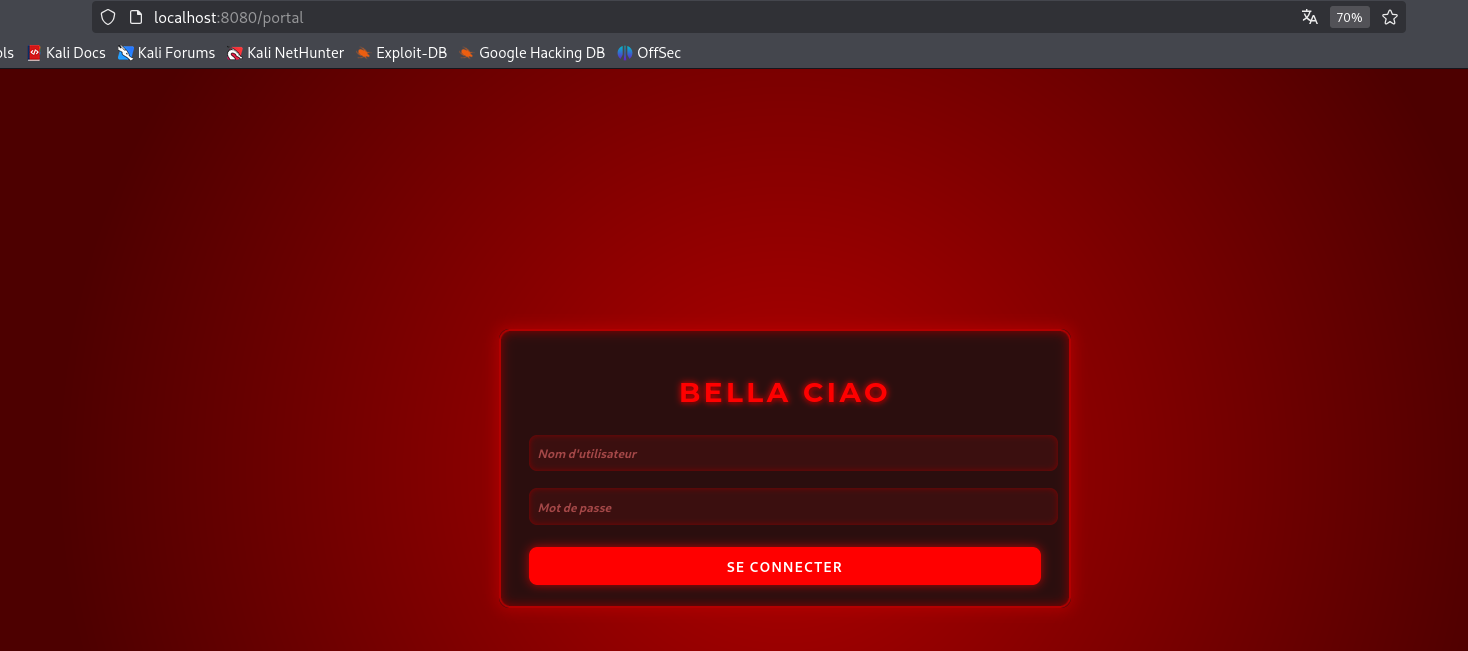 localhost:8080/portal
70%
ols Kali Docs Kali Forums Kali NetHunter Exploit-DB Google Hacking DB OffSec
BELLA CIAO
Nom d'utilisateur
Mot de passe
SE CONNECTER